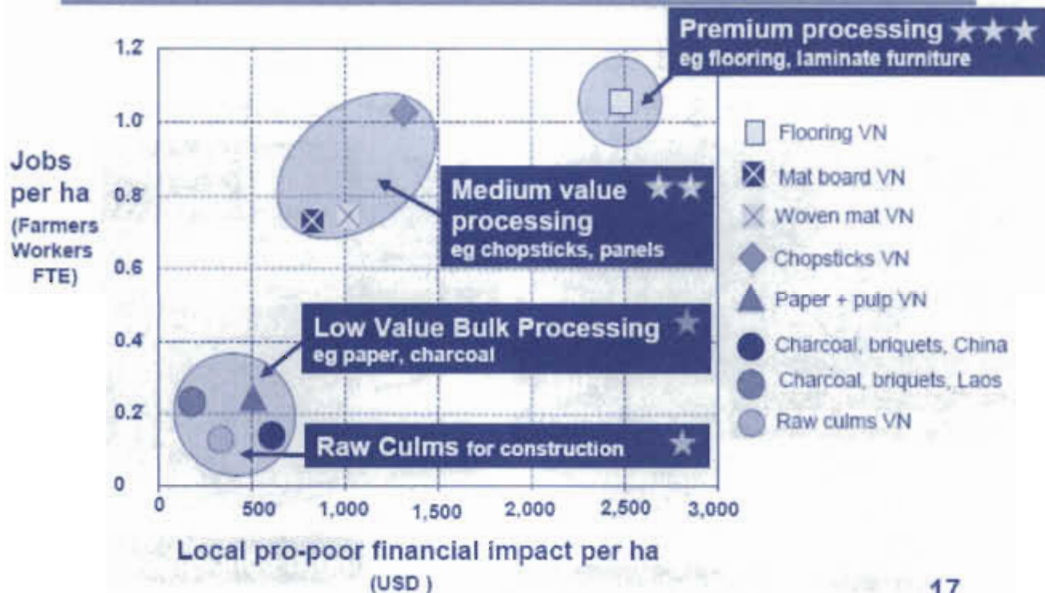 Premium processing
eg flooring, laminate furniture
1.2
1.0
0.8
0.6
0.4
0.2
0
Jobs
per ha
(Farmers
Workers
FTE)
Medium value
processing
eg chopsticks, panels
Low Value Bulk Processing
eg paper, charcoal
Raw Culms for construction
Flooring VN
Mat board VN
Woven mat VN
Chopsticks VN
Paper + pulp VN
Charcoal, briquets, China
Charcoal, briquets, Laos
Raw culms VN
0
500
1,000
1,500
2,000
2,500
3,000
Local pro-poor financial impact per ha
(USD )
17